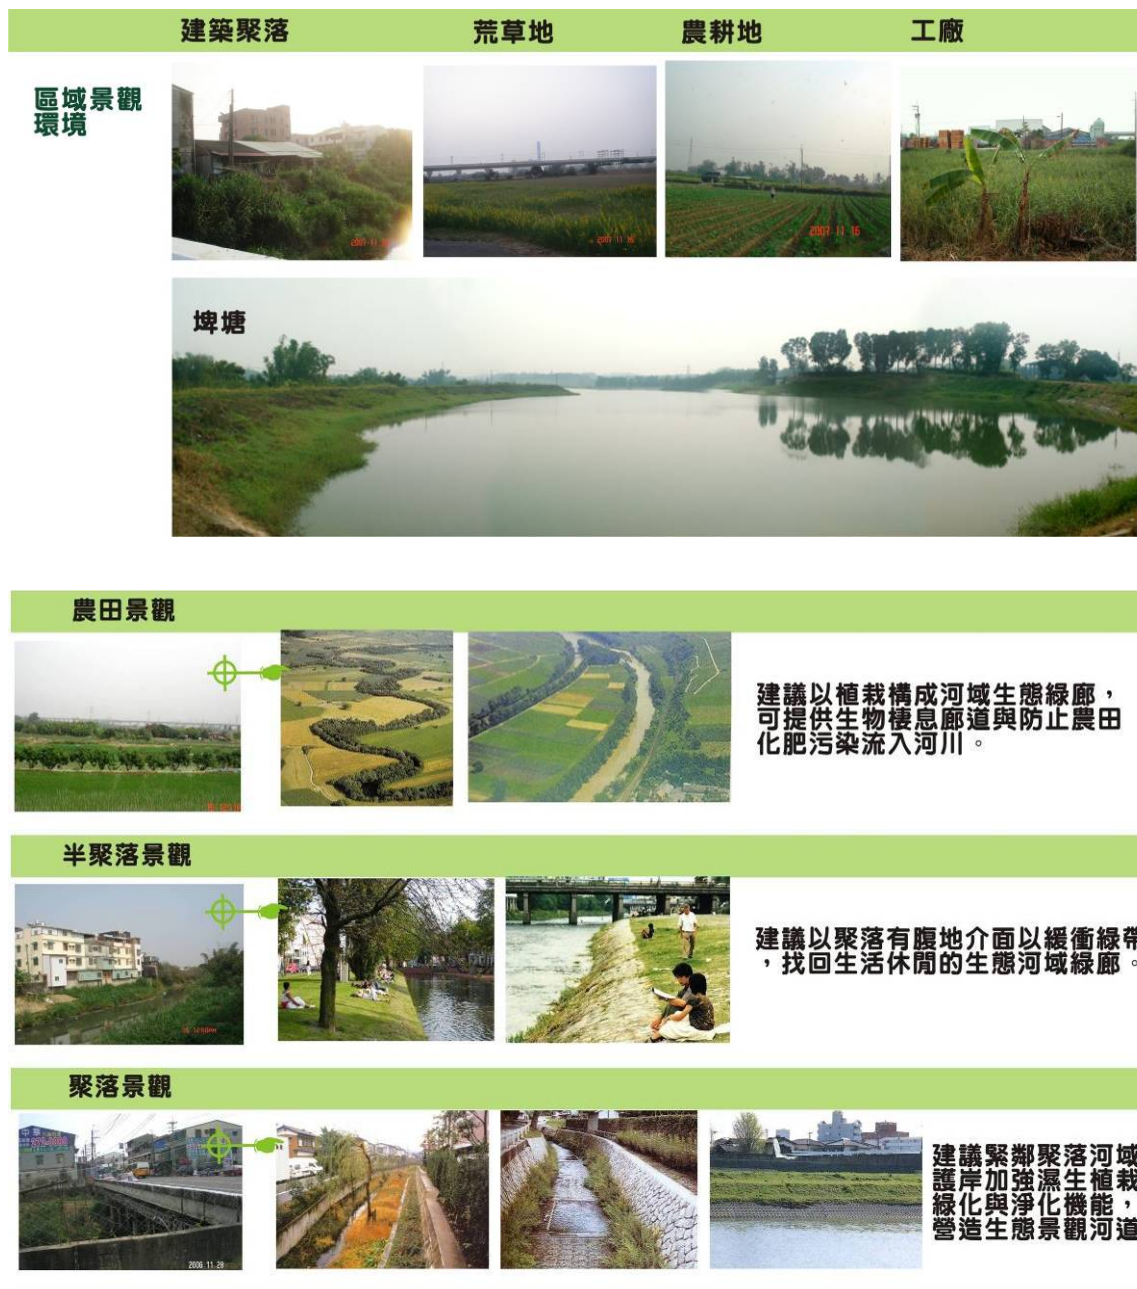 建築聚落 荒草地 農耕地 工廠
區域景觀
環境
2007 11 16
埤塘
農田景觀
建議以植栽構成河域生態綠廊，
可提供生物棲息廊道與防止農田
化肥污染流入河川。
半聚落景觀
建議以聚落有腹地介面以緩衝綠帶
，找回生活休閒的生態河域綠廊。
聚落景觀
2006 11 28
建議緊鄰聚落河域
護岸加強濕生植栽
綠化與淨化機能，
營造生態景觀河道